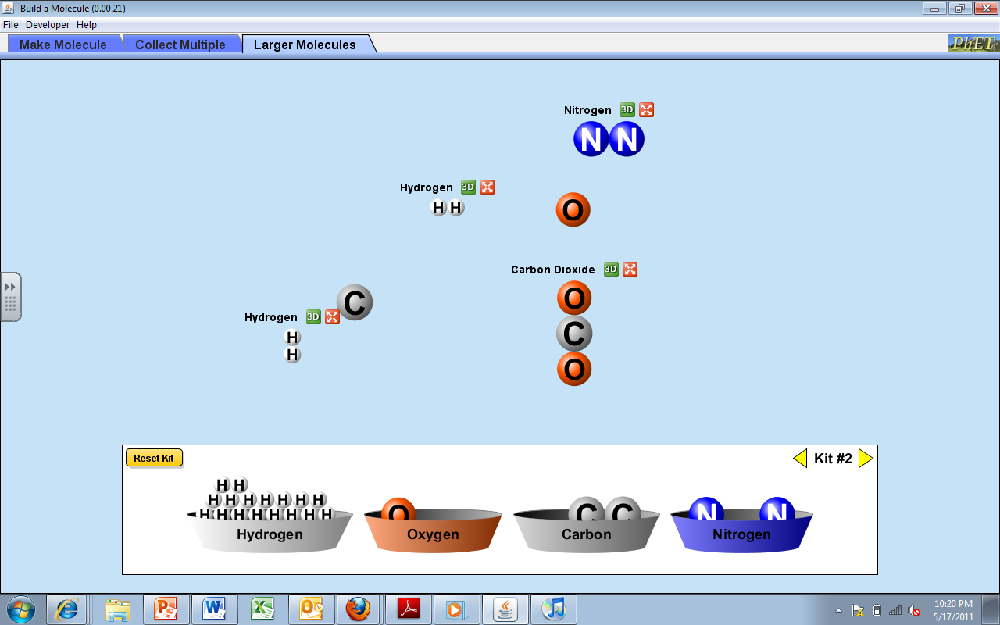 Build a Molecule (0.00.21)
File Developer Help
Make Molecule Collect Multiple Larger Molecules
PhET
Nitrogen 3D
N N
Hydrogen 3D
H H
O
Carbon Dioxide 3D
O
C
O
C
Hydrogen 3D
H
H
Reset Kit
Kit #2
H H
H H H H H H H
H H H H H H H H
O
C C
N N
Hydrogen Oxygen Carbon Nitrogen
10:20 PM
5/17/2011